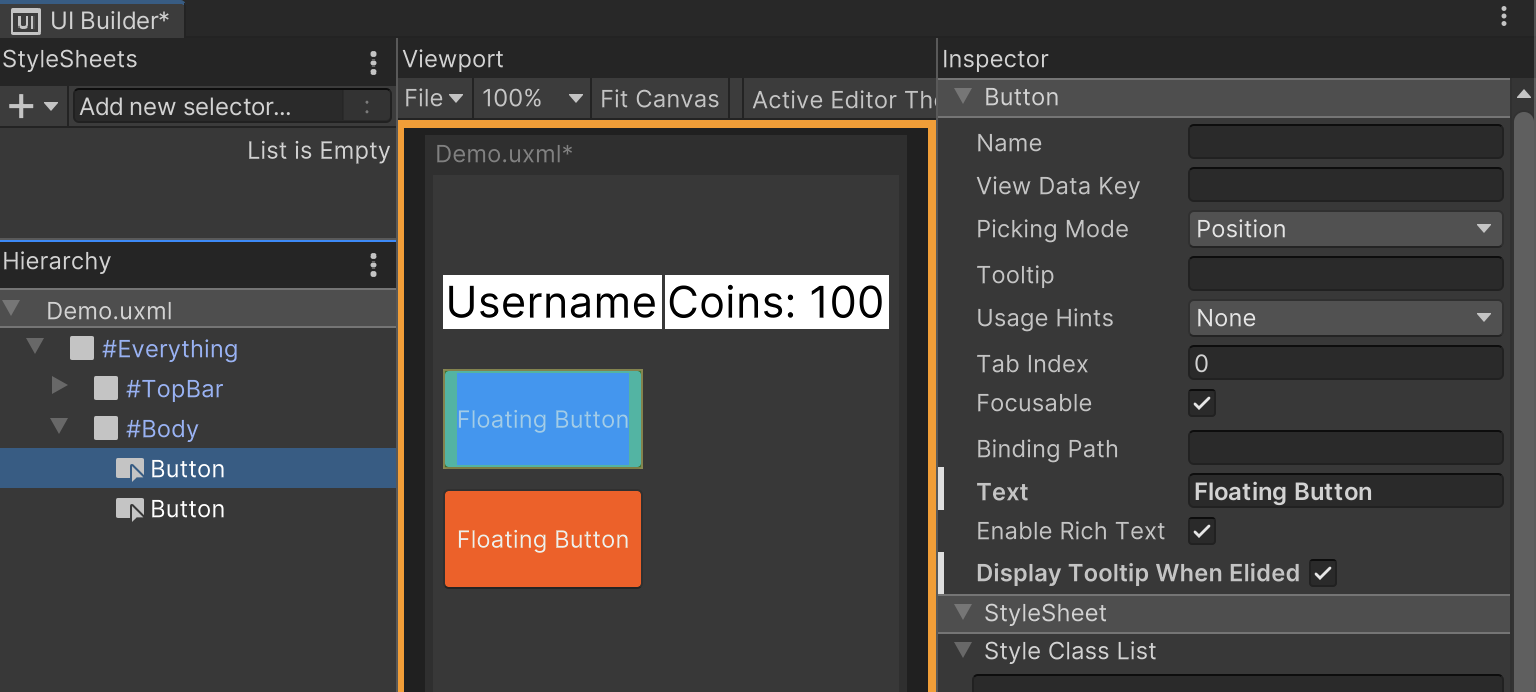 UI UI Builder*
StyleSheets
Add new selector... :
List is Empty
Hierarchy
Demo.uxml
#Everything
#TopBar
#Body
Button
Button
Viewport
File 100% Fit Canvas Active Editor The
Demo.uxml*
Username Coins: 100
Floating Button
Floating Button
Inspector
Button
Name
View Data Key
Picking Mode Position
Tooltip
Usage Hints None
Tab Index 0
Focusable
Binding Path
Text Floating Button
Enable Rich Text
Display Tooltip When Elided
StyleSheet
Style Class List